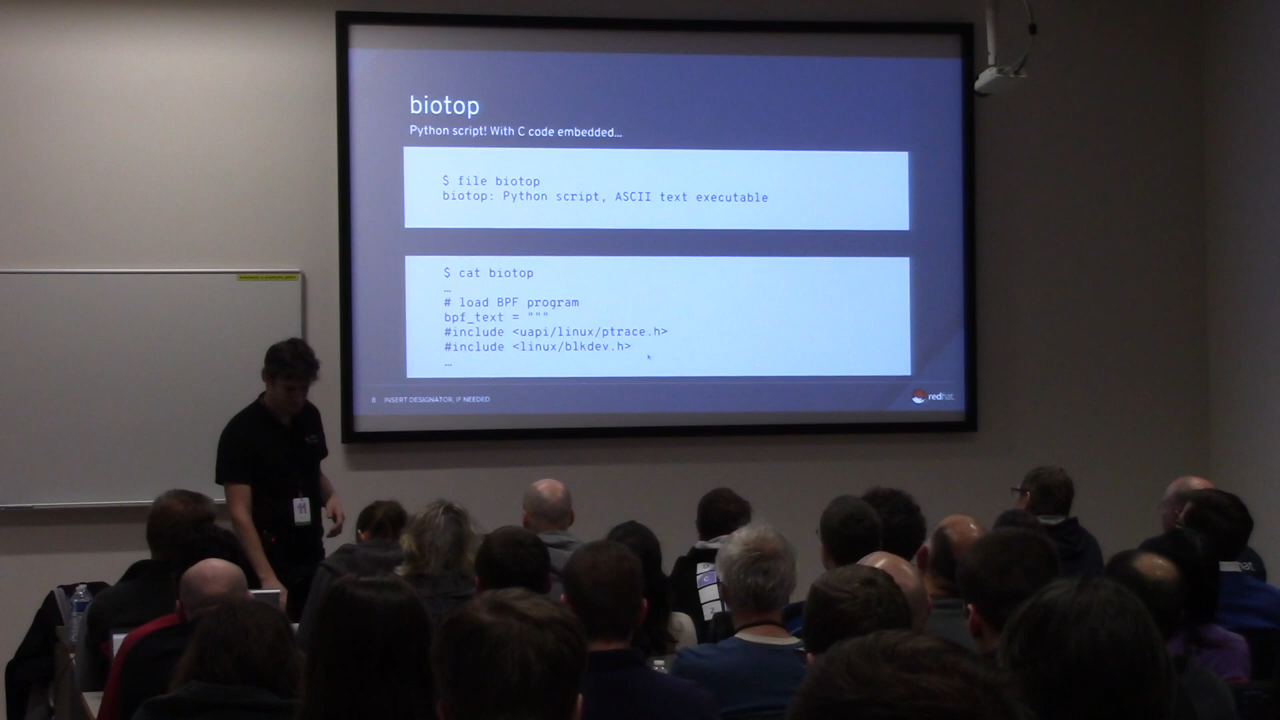 biotop
Python script! With C code embedded...
$ file biotop
biotop: Python script, ASCII text executable
$ cat biotop
…
# load BPF program
bpf_text = """
#include <uapi/linux/ptrace.h>
#include <linux/blkdev.h>
…
8 INSERT DESIGNATOR, IF NEEDED
redhat.